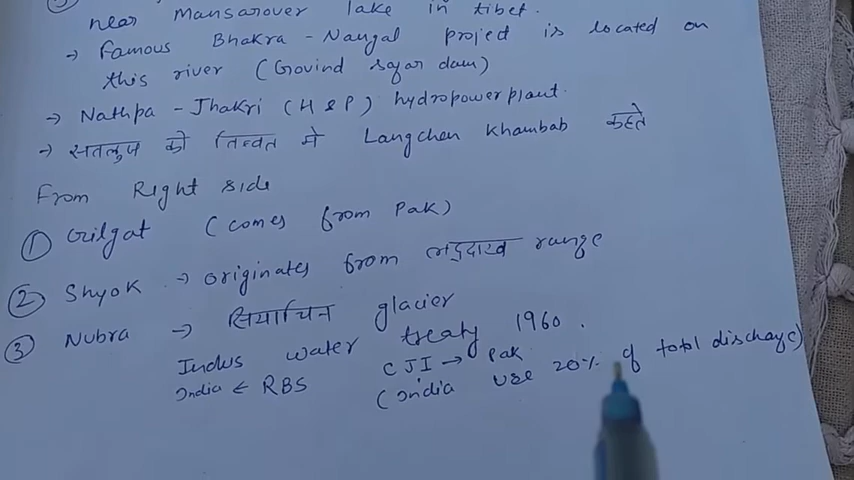 near Mansarover lake in tibet.
→ Famous Bhakra - Nangal project is located on
this river (Govind sagar dam)
→ Nathpa - Jhakri (H & P) hydropowerplant.
→ सतलुज को तिब्बत मे Langchen Khambab कहते
From Right side
① Gilgat (comes from Pak)
② Shyok → originates from लद्दाख range
③ Nubra → सियाचिन glacier
Indus water treaty 1960.
India ← RBS CJI → Pak
(India use 20% of total discharge)